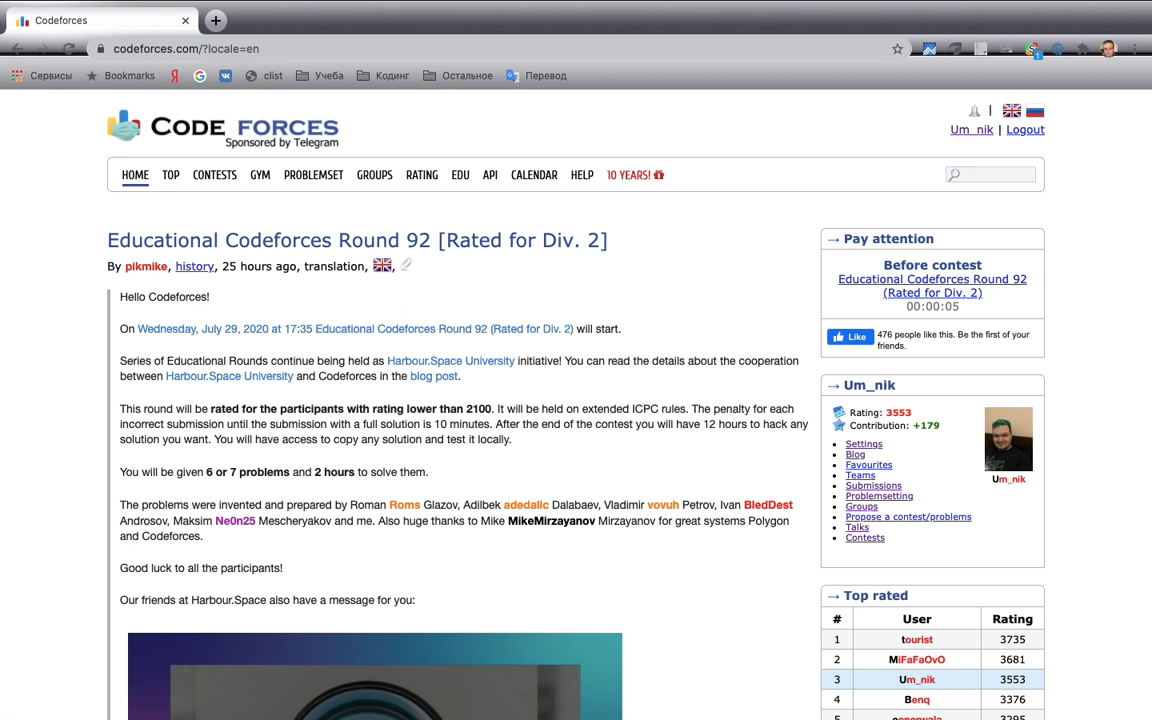 Codeforces
codeforces.com/?locale=en
Сервисы Bookmarks clist Учеба Кодинг Остальное Перевод
CODE FORCES
Sponsored by Telegram
Um_nik | Logout
HOME TOP CONTESTS GYM PROBLEMSET GROUPS RATING EDU API CALENDAR HELP 10 YEARS!
Educational Codeforces Round 92 [Rated for Div. 2]
By pikmike, history, 25 hours ago, translation,
Hello Codeforces!
On Wednesday, July 29, 2020 at 17:35 Educational Codeforces Round 92 (Rated for Div. 2) will start.
Series of Educational Rounds continue being held as Harbour.Space University initiative! You can read the details about the cooperation
between Harbour.Space University and Codeforces in the blog post.
This round will be rated for the participants with rating lower than 2100. It will be held on extended ICPC rules. The penalty for each
incorrect submission until the submission with a full solution is 10 minutes. After the end of the contest you will have 12 hours to hack any
solution you want. You will have access to copy any solution and test it locally.
You will be given 6 or 7 problems and 2 hours to solve them.
The problems were invented and prepared by Roman Roms Glazov, Adilbek adedalic Dalabaev, Vladimir vovuh Petrov, Ivan BledDest
Androsov, Maksim Ne0n25 Mescheryakov and me. Also huge thanks to Mike MikeMirzayanov Mirzayanov for great systems Polygon
and Codeforces.
Good luck to all the participants!
Our friends at Harbour.Space also have a message for you:
→ Pay attention
Before contest
Educational Codeforces Round 92
(Rated for Div. 2)
00:00:05
Like 476 people like this. Be the first of your
friends.
→ Um_nik
Rating: 3553
Contribution: +179
Settings
Blog
Favourites
Teams
Submissions
Problemsetting
Groups
Propose a contest/problems
Talks
Contests
Um_nik
→ Top rated
# User Rating
1 tourist 3735
2 MiFaFaOvO 3681
3 Um_nik 3553
4 Benq 3376